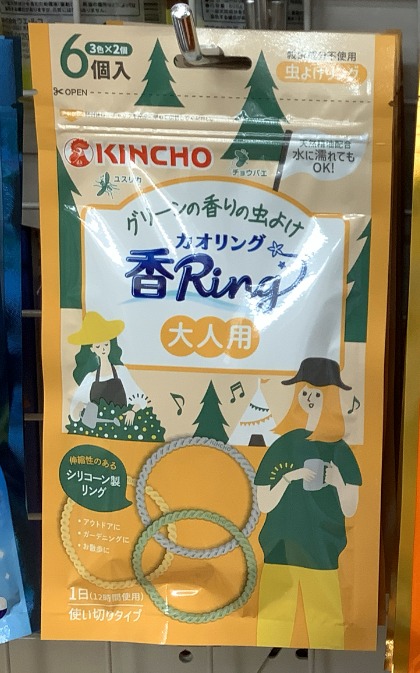 6個入
3色×2個
殺虫成分不使用
虫よけリング
OPEN
KINCHO
ユスリカ
チョウバエ
天然精油配合
水に濡れても
OK!
グリーンの香りの虫よけ
カオリング
香Ring
大人用
伸縮性のある
シリコーン製
リング
・アウトドアに
・ガーデニングに
・お散歩に
1日(12時間使用)
使い切りタイプ